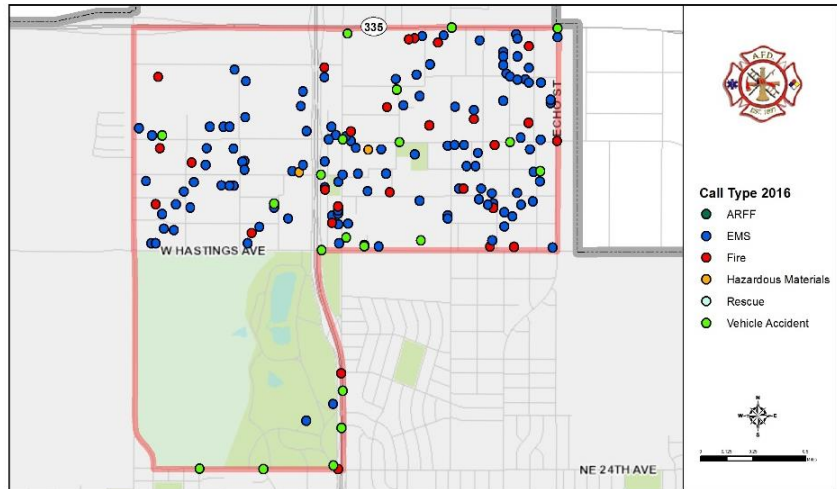 335
ECHO ST
W HASTINGS AVE
NE 24TH AVE
A.F.D.
Call Type 2016
ARFF
EMS
Fire
Hazardous Materials
Rescue
Vehicle Accident
N
W
E
S